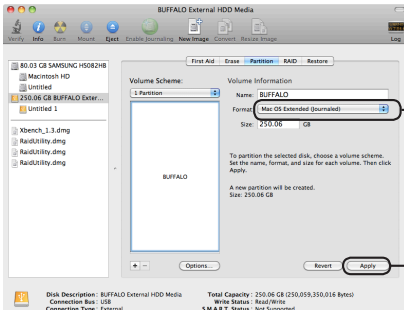 BUFFALO External HDD Media
Verify Info Burn Mount Eject Enable Journaling New Image Convert Resize Image Log
First Aid Erase Partition RAID Restore
80.03 GB SAMSUNG HS082HB
Macintosh HD
Untitled
250.06 GB BUFFALO Exter...
Untitled 1
Xbench_1.3.dmg
RaidUtility.dmg
RaidUtility.dmg
RaidUtility.dmg
Volume Scheme:
1 Partition
BUFFALO
+ − Options...
Volume Information
Name: BUFFALO
Format: Mac OS Extended (Journaled)
Size: 250.06 GB
To partition the selected disk, choose a volume scheme.
Set the name, format, and size for each volume. Then click
Apply.
A new partition will be created.
Size: 250.06 GB
Revert Apply
Disk Description : BUFFALO External HDD Media Total Capacity : 250.06 GB (250,059,350,016 Bytes)
Connection Bus : USB Write Status : Read/Write
Connection Type : External S.M.A.R.T. Status : Not Supported